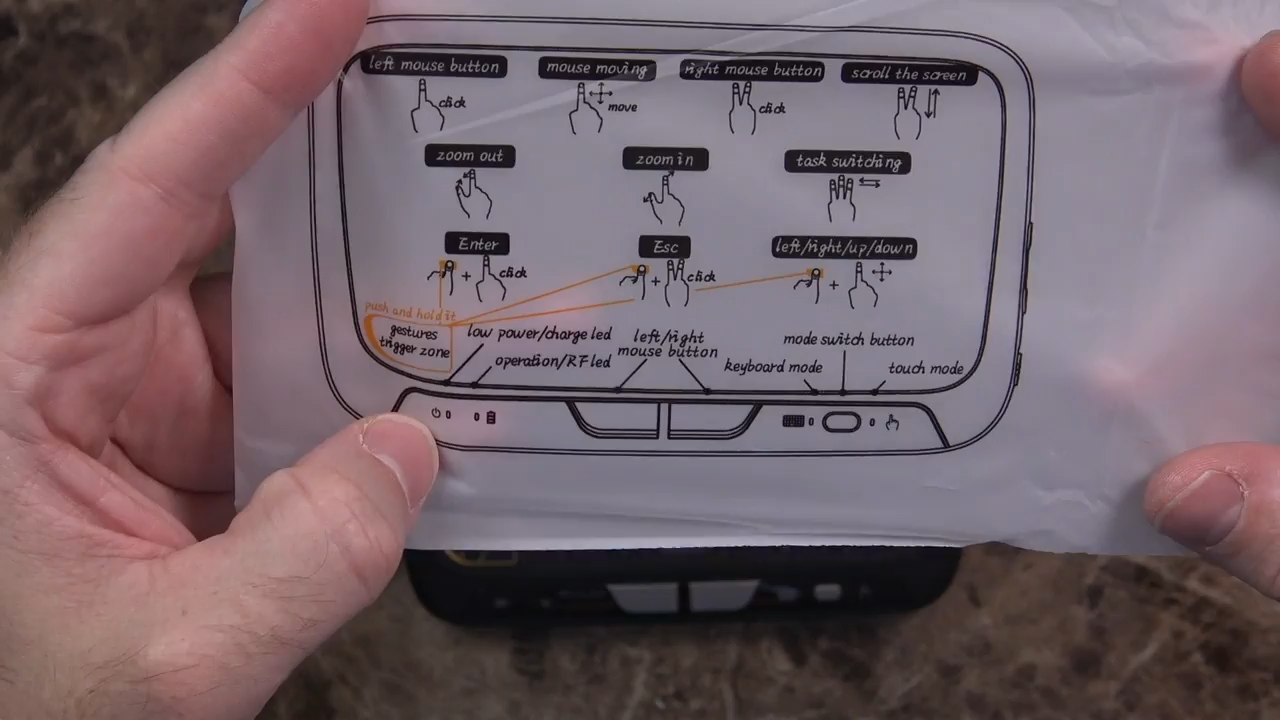 left mouse button
mouse moving
right mouse button
scroll the screen
click
move
click
zoom out
zoom in
task switching
Enter
Esc
left/right/up/down
+
click
+
click
+
push and hold it
gestures
trigger zone
low power/charge led
operation/RF led
left/right
mouse button
mode switch button
keyboard mode
touch mode